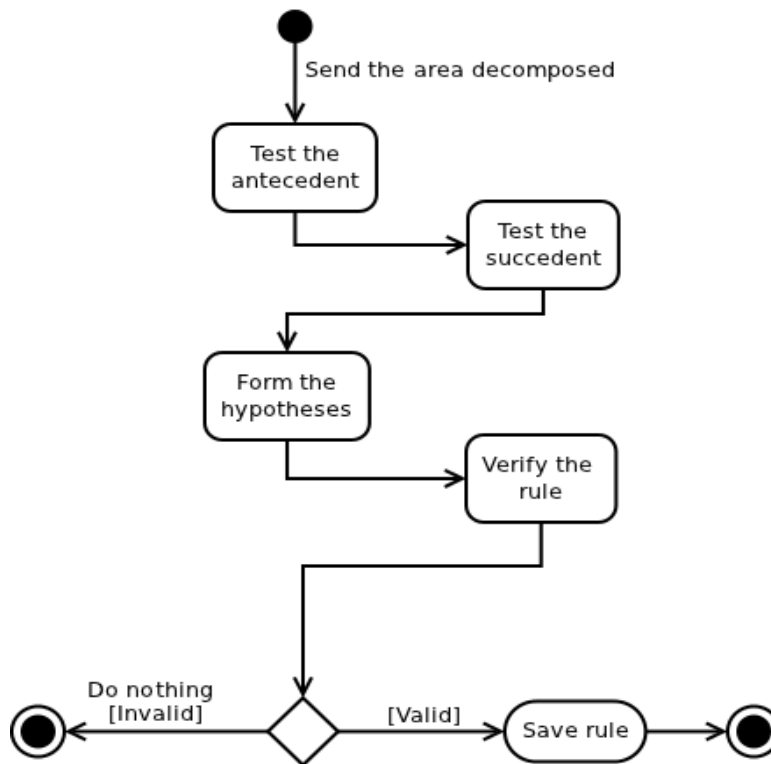 Send the area decomposed
Test the
antecedent
Test the
succedent
Form the
hypotheses
Verify the
rule
Do nothing
[Invalid]
[Valid]
Save rule